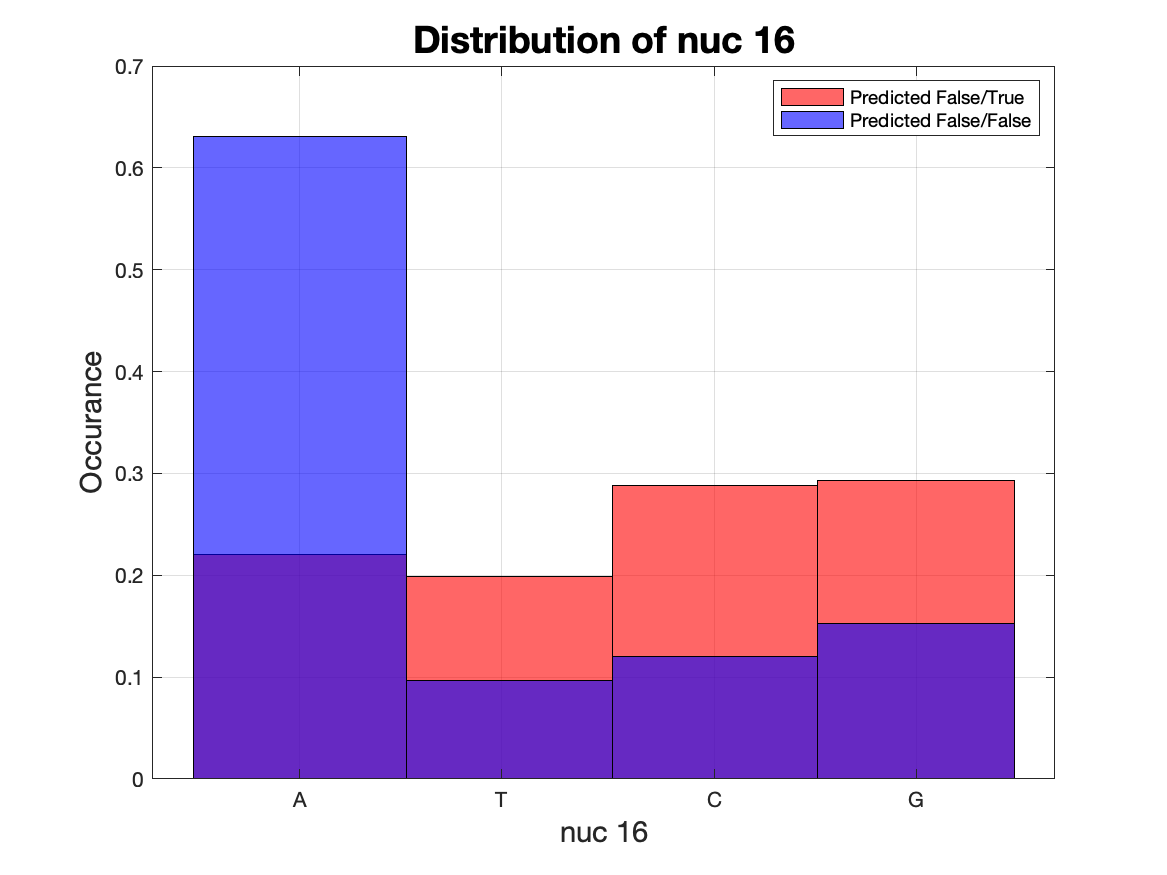 Distribution of nuc 16
Predicted False/True
Predicted False/False
0.7
0.6
0.5
0.4
0.3
0.2
0.1
0
Occurance
A T C G
nuc 16